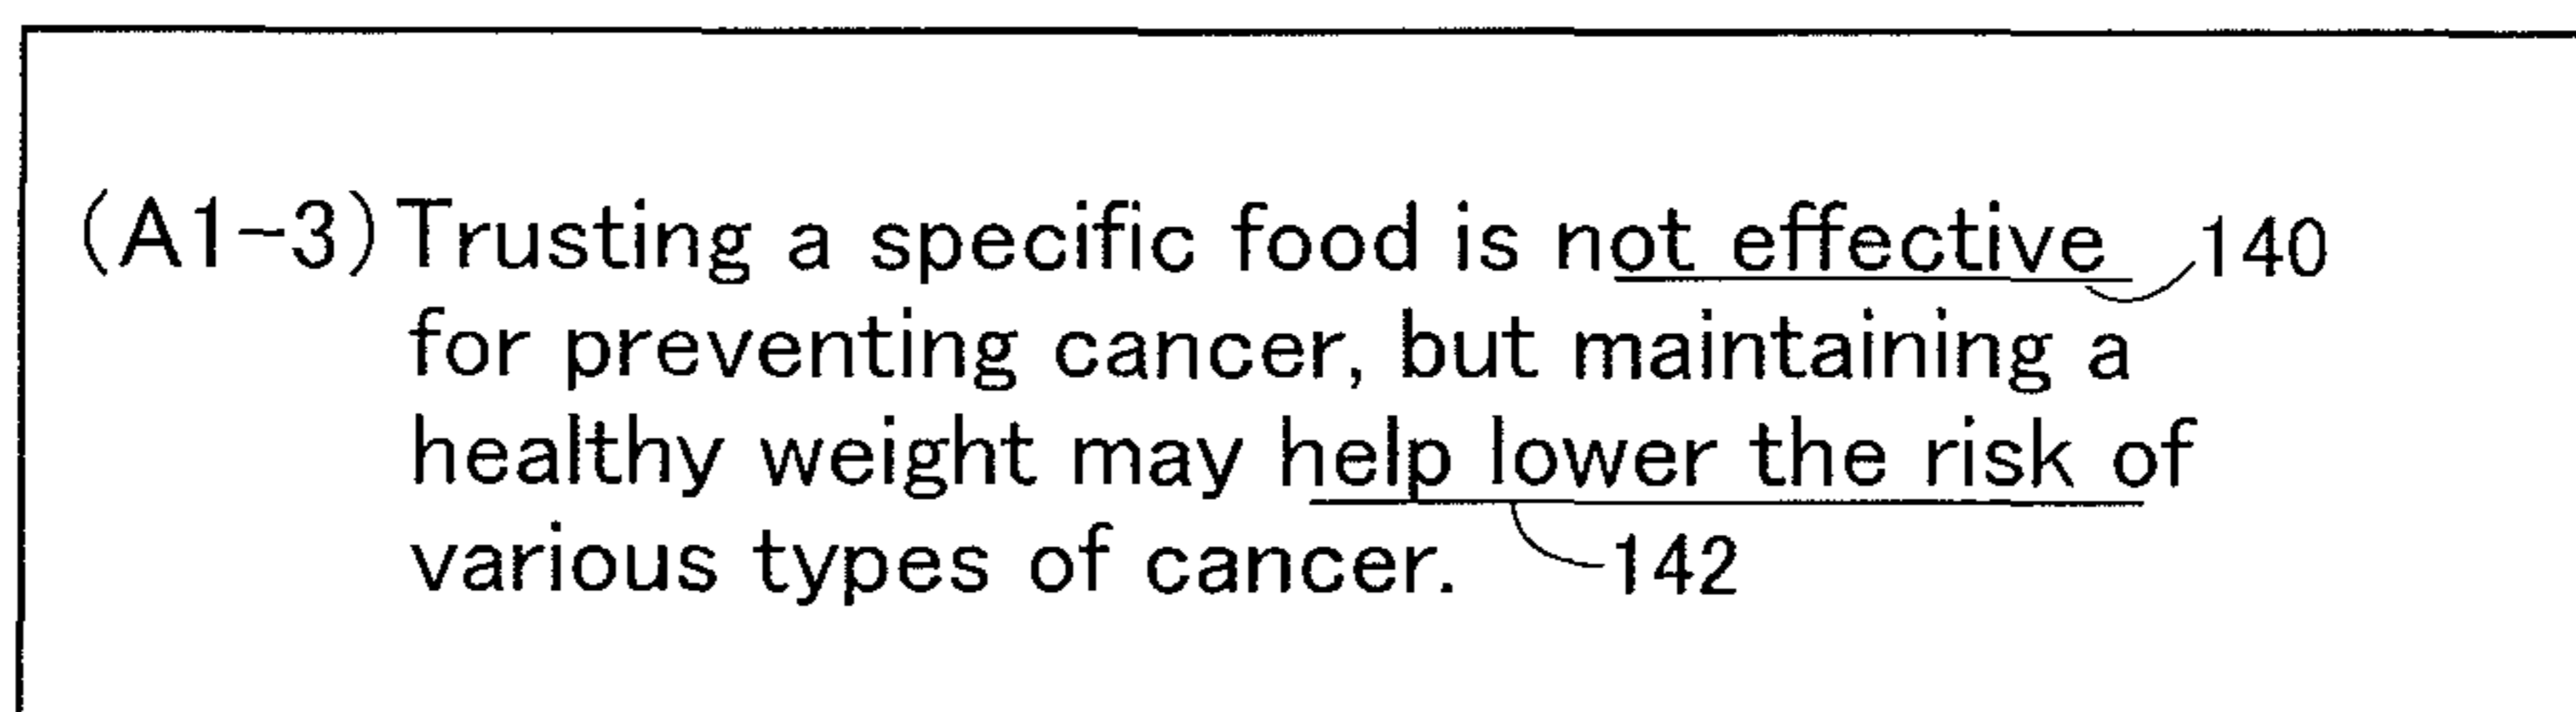 (A1-3) Trusting a specific food is not effective 140
for preventing cancer, but maintaining a
healthy weight may help lower the risk of
various types of cancer. 142